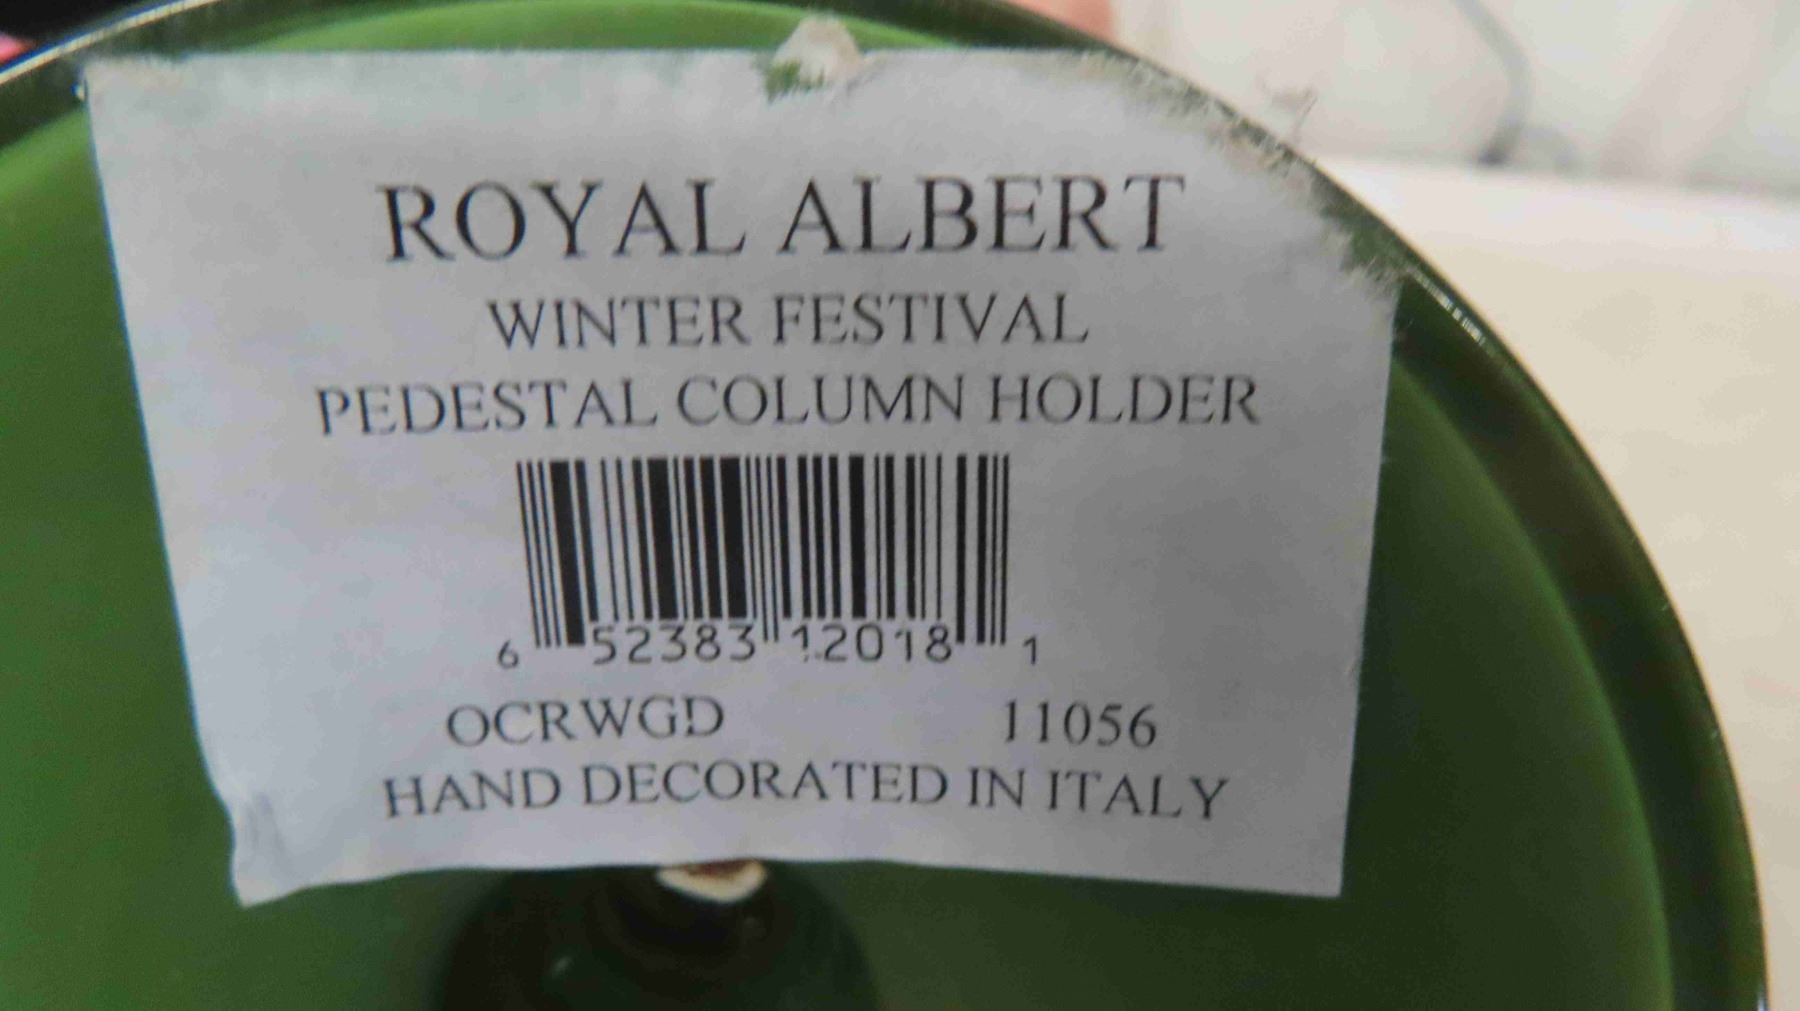 ROYAL ALBERT
WINTER FESTIVAL
PEDESTAL COLUMN HOLDER
6 52383 12018 1
OCRWGD 11056
HAND DECORATED IN ITALY